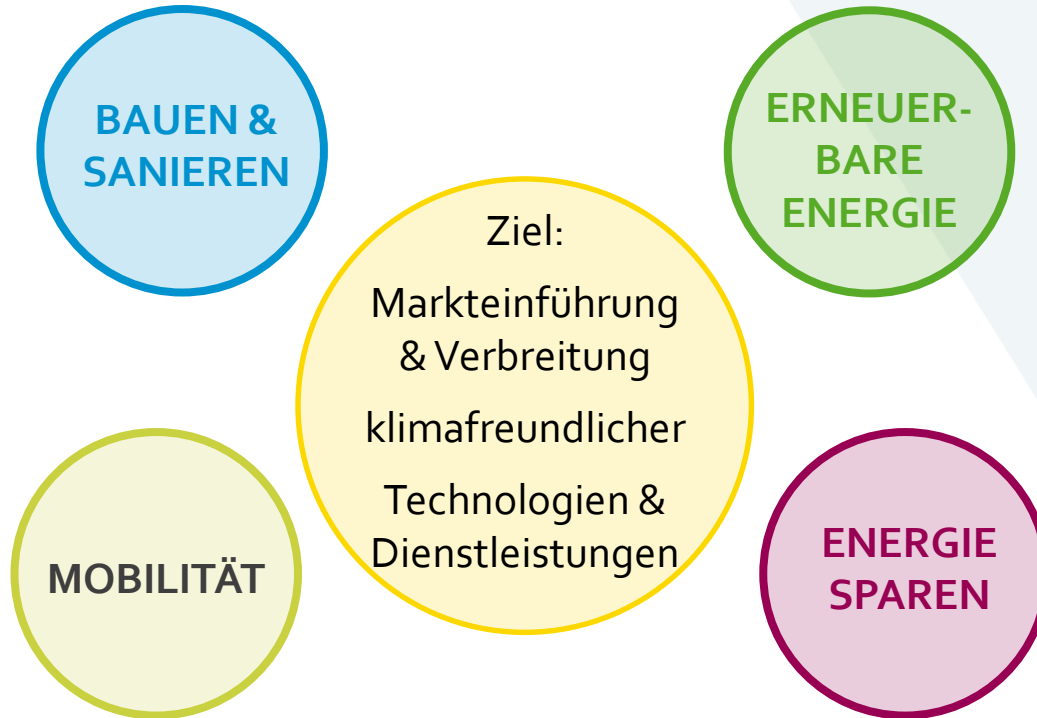 BAUEN &
SANIEREN
ERNEUER-
BARE
ENERGIE
Ziel:
Markteinführung
& Verbreitung
klimafreundlicher
Technologien &
Dienstleistungen
MOBILITÄT
ENERGIE
SPAREN